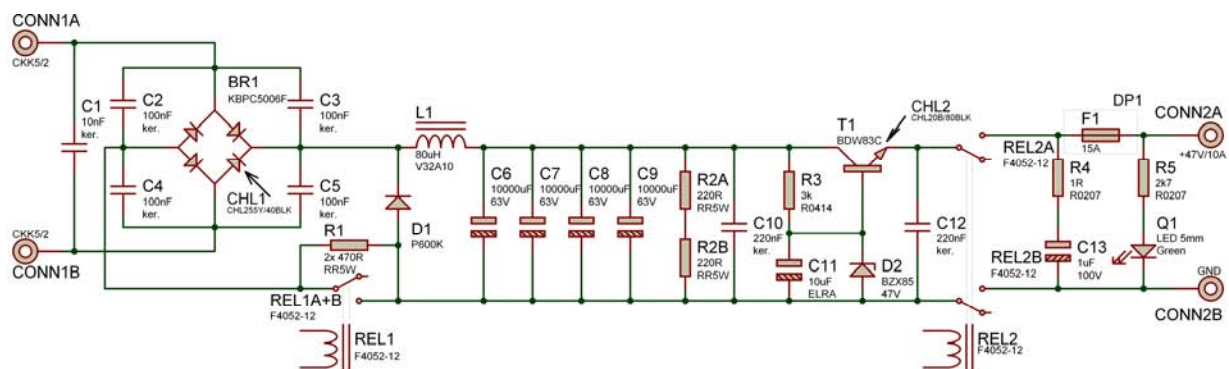 CONN1A
CKK5/2
C1
10nF
ker.
C2
100nF
ker.
BR1
KBPC5006F
C3
100nF
ker.
C4
100nF
ker.
C5
100nF
ker.
CHL1
CHL255Y/40BLK
CKK5/2
CONN1B
R1
2x 470R
RR5W
REL1A+B
F4052-12
REL1
F4052-12
D1
P600K
L1
80uH
V32A10
C6
10000uF
63V
C7
10000uF
63V
C8
10000uF
63V
C9
10000uF
63V
R2A
220R
RR5W
R2B
220R
RR5W
C10
220nF
ker.
R3
3k
R0414
C11
10uF
ELRA
T1
BDW83C
CHL2
CHL20B/80BLK
D2
BZX85
47V
C12
220nF
ker.
REL2A
F4052-12
REL2B
F4052-12
REL2
F4052-12
DP1
F1
15A
R4
1R
R0207
C13
1uF
100V
R5
2k7
R0207
Q1
LED 5mm
Green
CONN2A
+47V/10A
GND
CONN2B